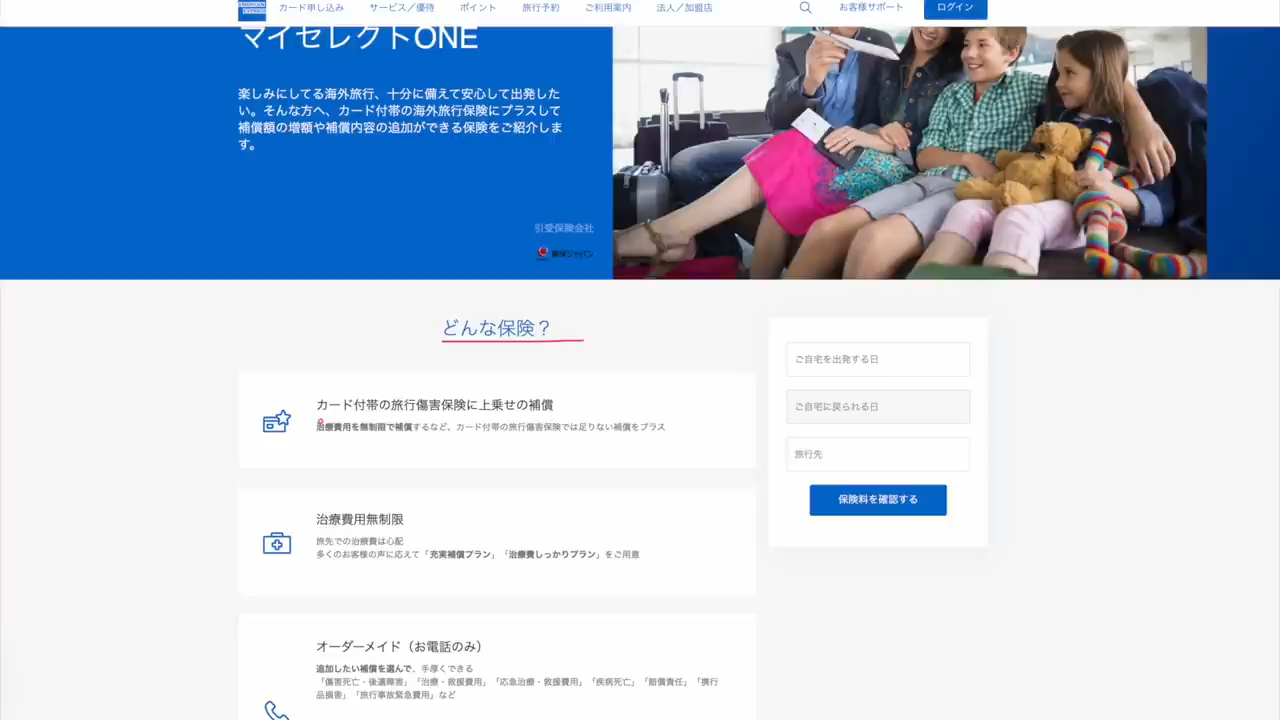 AMERICAN EXPRESS
カード申し込み サービス／優待 ポイント 旅行予約 ご利用案内 法人／加盟店 お客様サポート ログイン
マイセレクトONE
楽しみにしてる海外旅行、十分に備えて安心して出発した
い。そんな方へ、カード付帯の海外旅行保険にプラスして
補償額の増額や補償内容の追加ができる保険をご紹介しま
す。
引受保険会社
損保ジャパン
どんな保険？
カード付帯の旅行傷害保険に上乗せの補償
治療費用を無制限で補償するなど、カード付帯の旅行傷害保険では足りない補償をプラス
治療費用無制限
旅先での治療費は心配
多くのお客様の声に応えて「充実補償プラン」「治療費しっかりプラン」をご用意
オーダーメイド（お電話のみ）
追加したい補償を選んで、手厚くできる
「傷害死亡・後遺障害」「治療・救援費用」「応急治療・救援費用」「疾病死亡」「賠償責任」「携行
品損害」「旅行事故緊急費用」など
ご自宅を出発する日
ご自宅に戻られる日
旅行先
保険料を確認する